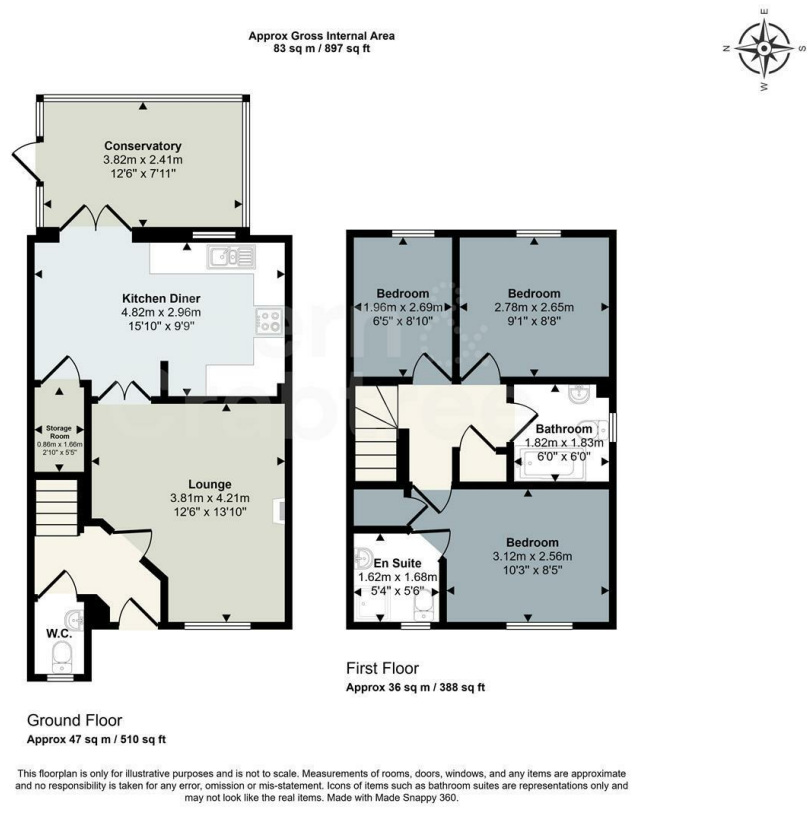 Approx Gross Internal Area
83 sq m / 897 sq ft
E
N
S
W
Conservatory
3.82m x 2.41m
12'6" x 7'11"
Kitchen Diner
4.82m x 2.96m
15'10" x 9'9"
Storage
Room
0.86m x 1.66m
2'10" x 5'5"
Lounge
3.81m x 4.21m
12'6" x 13'10"
W.C.
Ground Floor
Approx 47 sq m / 510 sq ft
Bedroom
1.96m x 2.69m
6'5" x 8'10"
Bedroom
2.78m x 2.65m
9'1" x 8'8"
Bathroom
1.82m x 1.83m
6'0" x 6'0"
Bedroom
3.12m x 2.56m
10'3" x 8'5"
En Suite
1.62m x 1.68m
5'4" x 5'6"
First Floor
Approx 36 sq m / 388 sq ft
This floorplan is only for illustrative purposes and is not to scale. Measurements of rooms, doors, windows, and any items are approximate
and no responsibility is taken for any error, omission or mis-statement. Icons of items such as bathroom suites are representations only and
may not look like the real items. Made with Made Snappy 360.